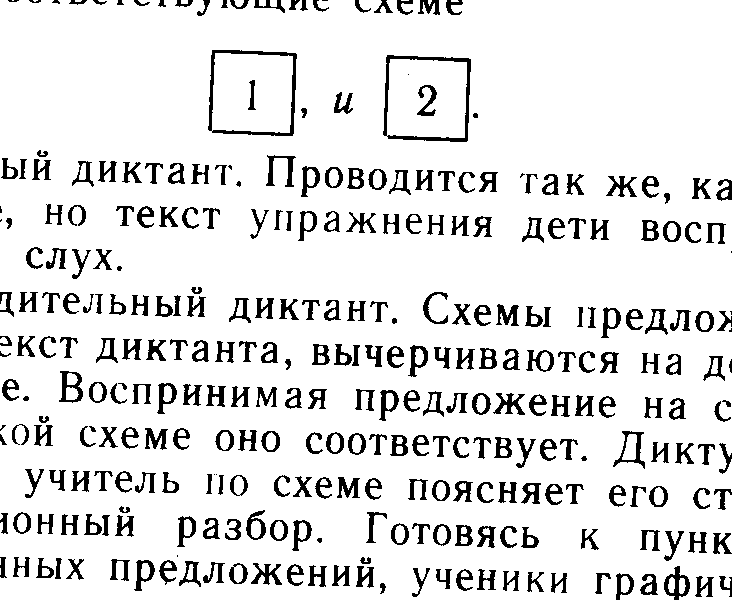 оответствующие схеме
1, и 2.
ый диктант. Проводится так же, ка
е, но текст упражнения дети восп
слух.
дительный диктант. Схемы предлож
екст диктанта, вычерчиваются на до
е. Воспринимая предложение на с
кой схеме оно соответствует. Дикту
учитель по схеме поясняет его ст
ионный разбор. Готовясь к пунк
нных предложений, ученики графич